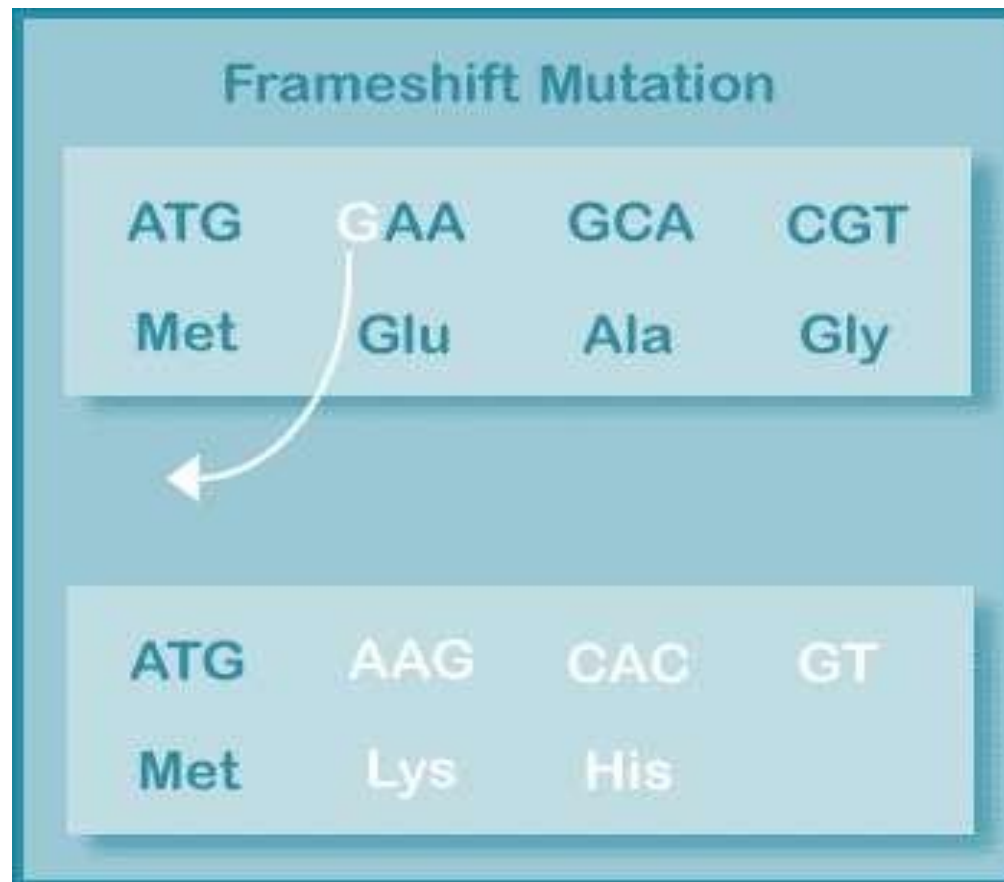 Frameshift Mutation
ATG GAA GCA CGT
Met Glu Ala Gly
ATG AAG CAC GT
Met Lys His